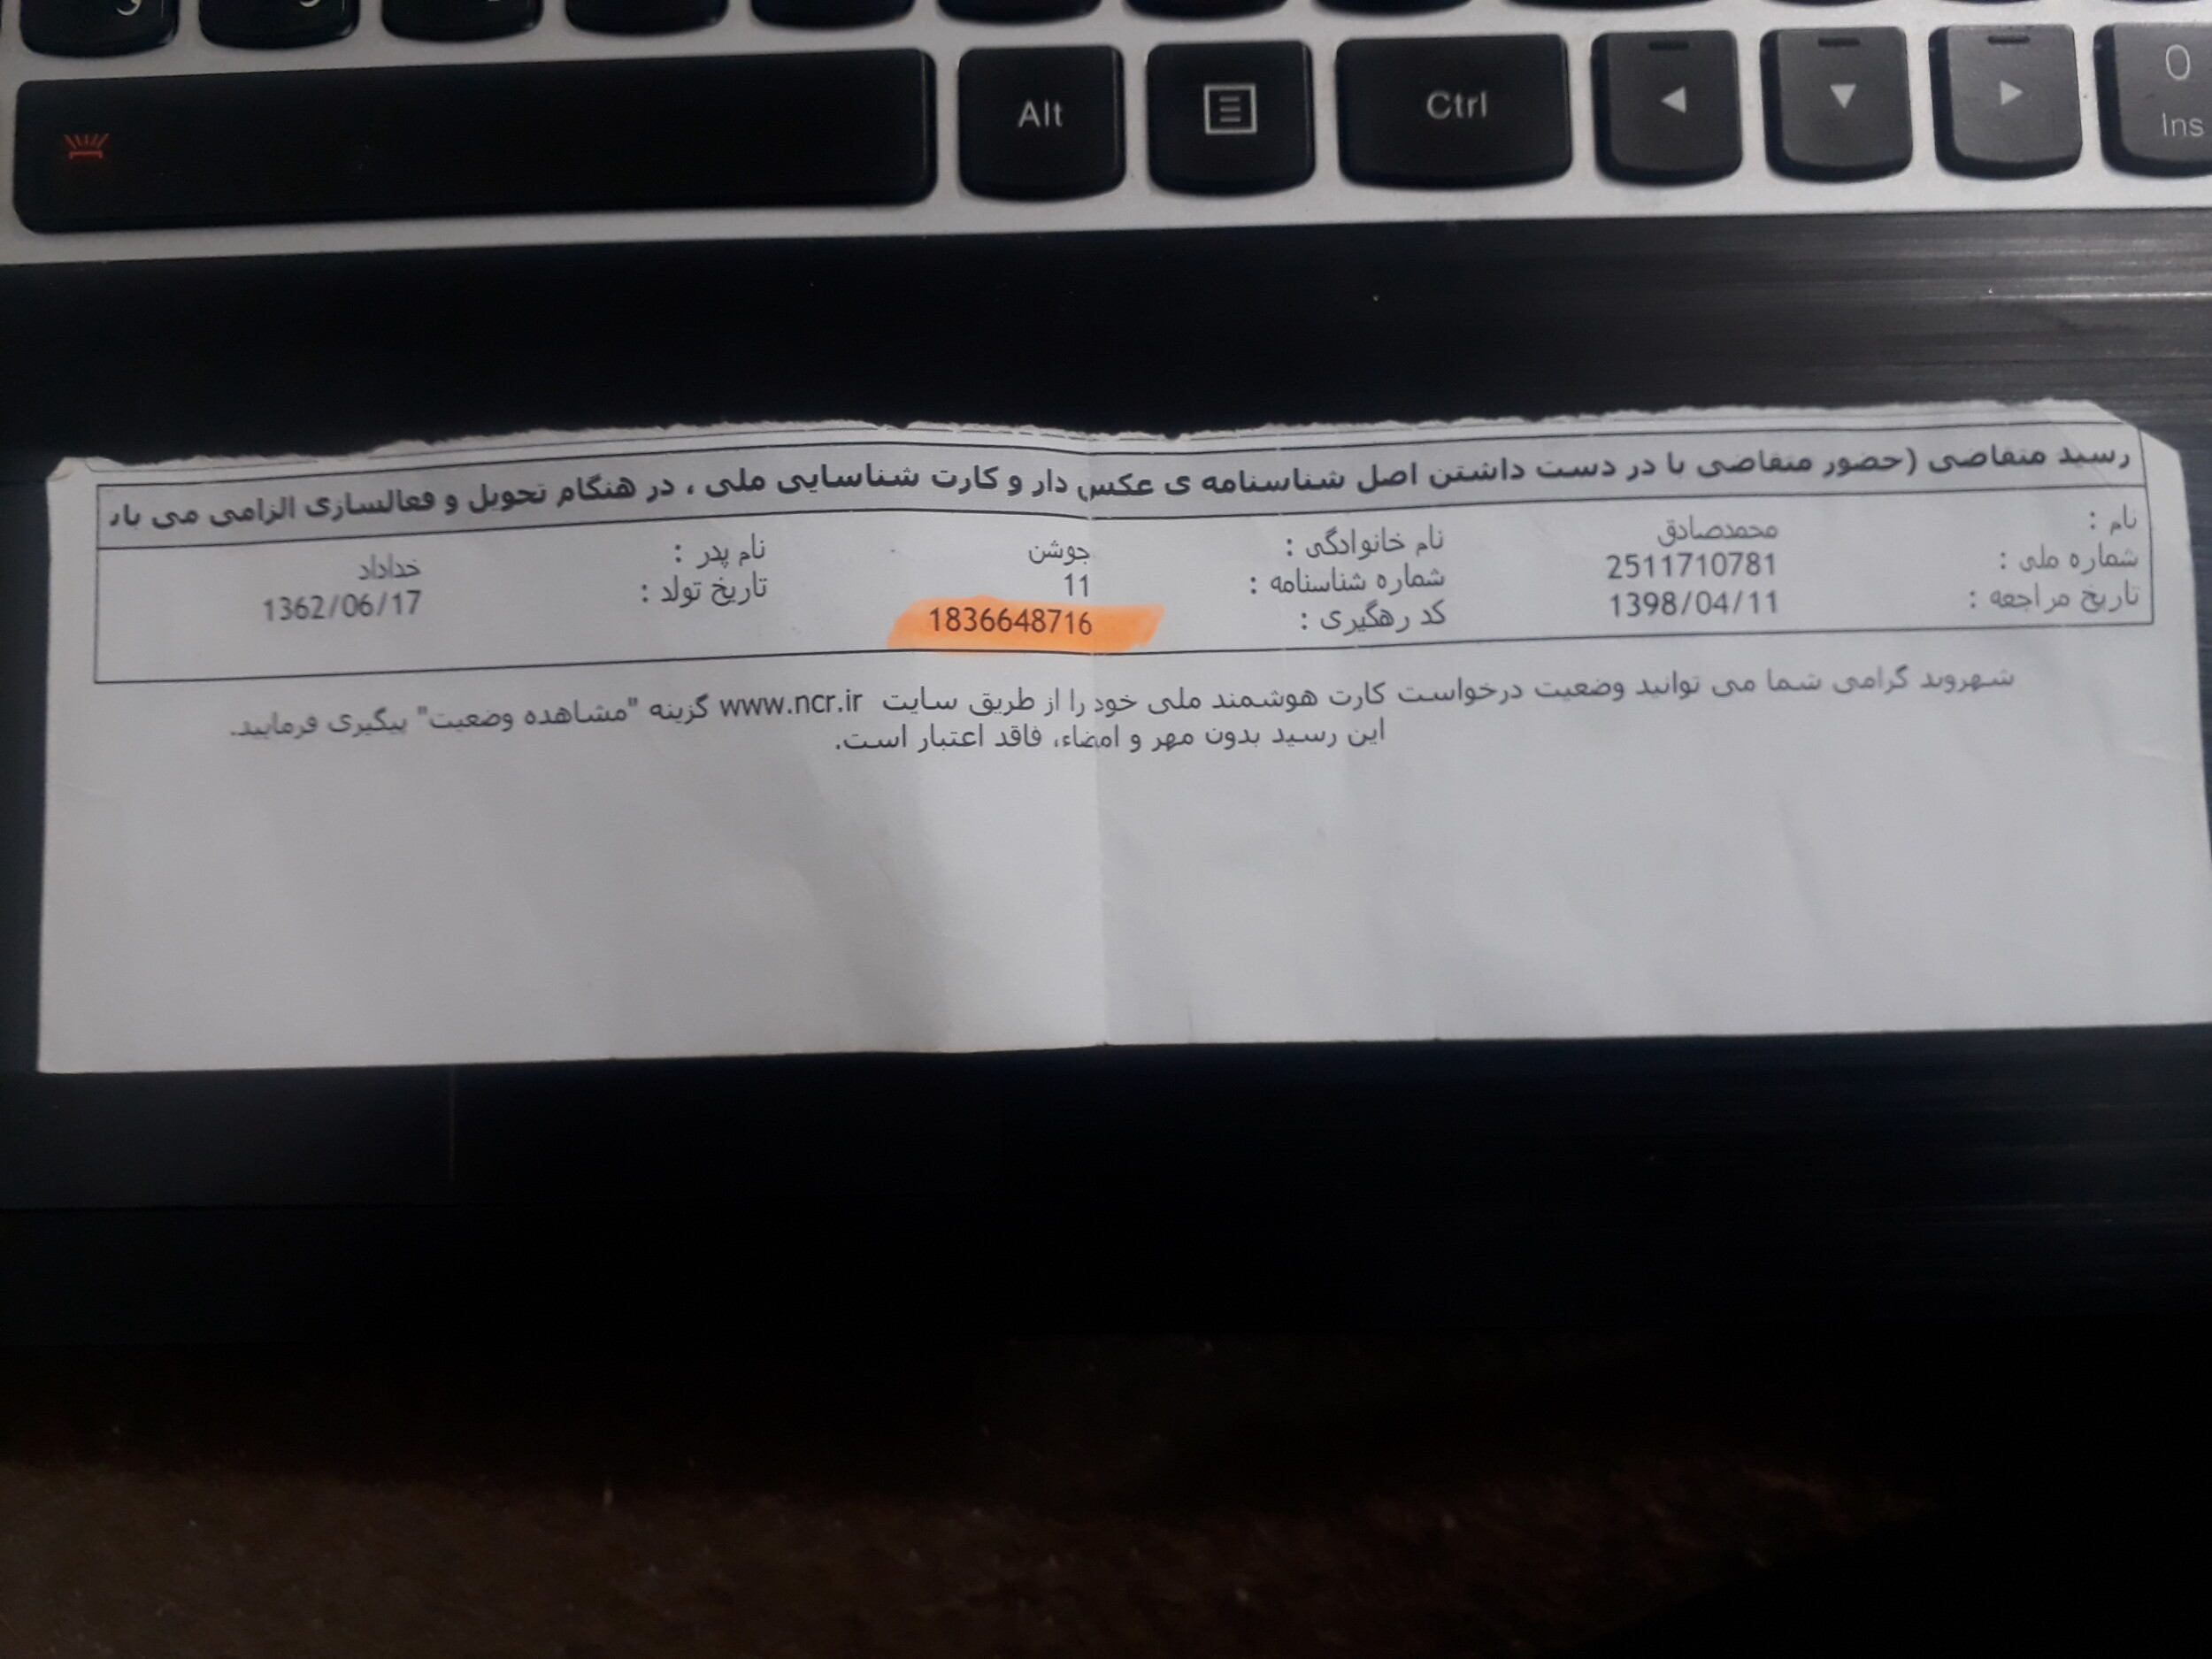 Alt
Ctrl
0
Ins
رسید متقاضی (حضور متقاضی با در دست داشتن اصل شناسنامه ی عکس دار و کارت شناسایی ملی ، در هنگام تحویل و فعالسازی الزامی می با
نام : محمدصادق نام خانوادگی : جوشن نام پدر : خداداد
شماره ملی : 2511710781 شماره شناسنامه : 11 تاریخ تولد : 1362/06/17
تاریخ مراجعه : 1398/04/11 کد رهگیری : 1836648716
شهروند گرامی شما می توانید وضعیت درخواست کارت هوشمند ملی خود را از طریق سایت www.ncr.ir گزینه "مشاهده وضعیت" پیگیری فرمایید.
این رسید بدون مهر و امضاء، فاقد اعتبار است.